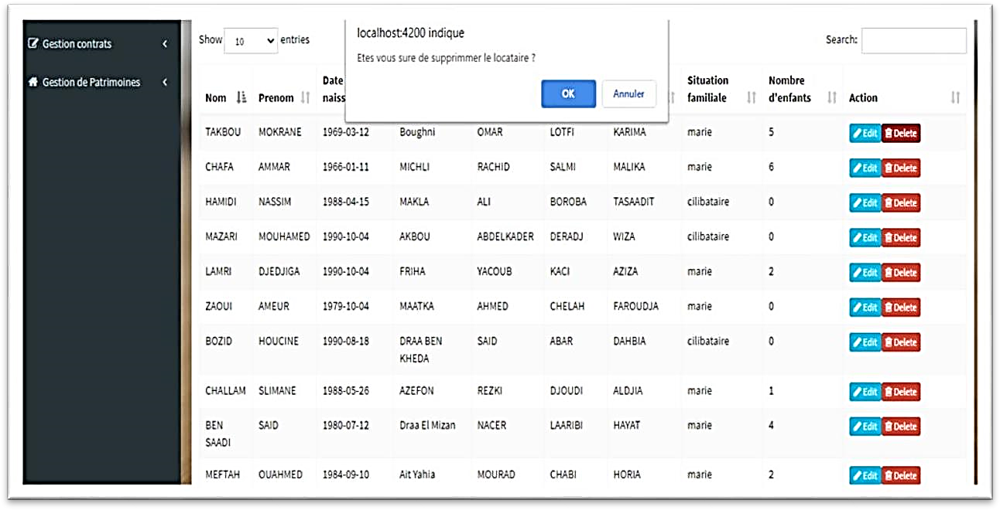 Gestion contrats
Gestion de Patrimoines
Show 10 entries
Search:
localhost:4200 indique
Etes vous sure de supprimmer le locataire ?
OK Annuler
Nom Prenom Date
naiss
Situation
familiale
Nombre
d'enfants
Action
TAKBOU MOKRANE 1969-03-12 Boughni OMAR LOTFI KARIMA marie 5 Edit Delete
CHAFA AMMAR 1966-01-11 MICHLI RACHID SALMI MALIKA marie 6 Edit Delete
HAMIDI NASSIM 1988-04-15 MAKLA ALI BOROBA TASAADIT cilibataire 0 Edit Delete
MAZARI MOUHAMED 1990-10-04 AKBOU ABDELKADER DERADJ WIZA cilibataire 0 Edit Delete
LAMRI DJEDJIGA 1990-10-04 FRIHA YACOUB KACI AZIZA marie 2 Edit Delete
ZAOUI AMEUR 1979-10-04 MAATKA AHMED CHELAH FAROUDJA marie 0 Edit Delete
BOZID HOUCINE 1990-08-18 DRAA BEN
KHEDA
SAID ABAR DAHBIA cilibataire 0 Edit Delete
CHALLAM SLIMANE 1988-05-26 AZEFON REZKI DJOUDI ALDJIA marie 1 Edit Delete
BEN
SAADI
SAID 1980-07-12 Draa El Mizan NACER LAARIBI HAYAT marie 4 Edit Delete
MEFTAH OUAHMED 1984-09-10 Ait Yahia MOURAD CHABI HORIA marie 2 Edit Delete